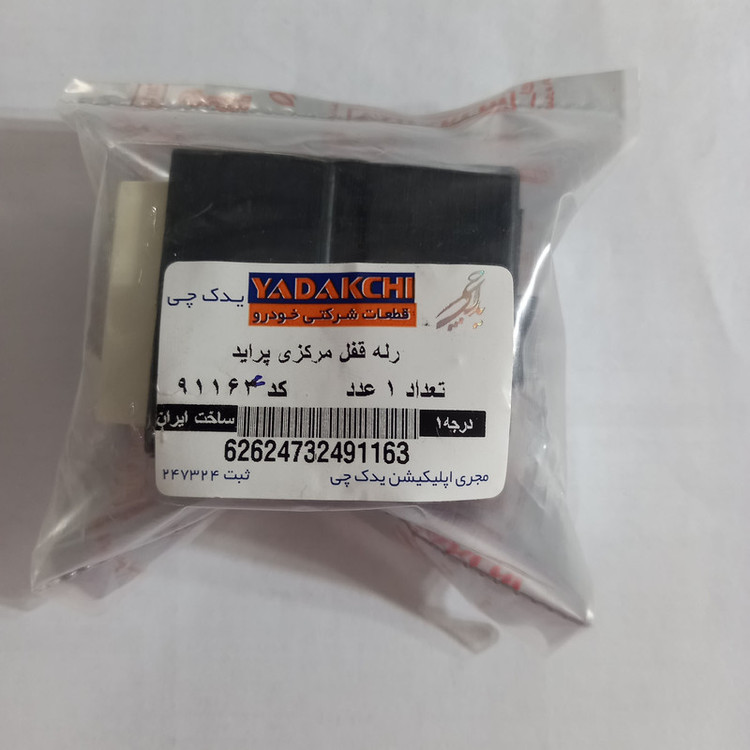 یدک چی YADAKCHI
قطعات شرکتی خودرو
رله قفل مرکزی پراید
تعداد ۱ عدد کد
درجه۱ ساخت ایران
62624732491163
مجری اپلیکیشن یدک چی ثبت ۲۴۷۳۲۴